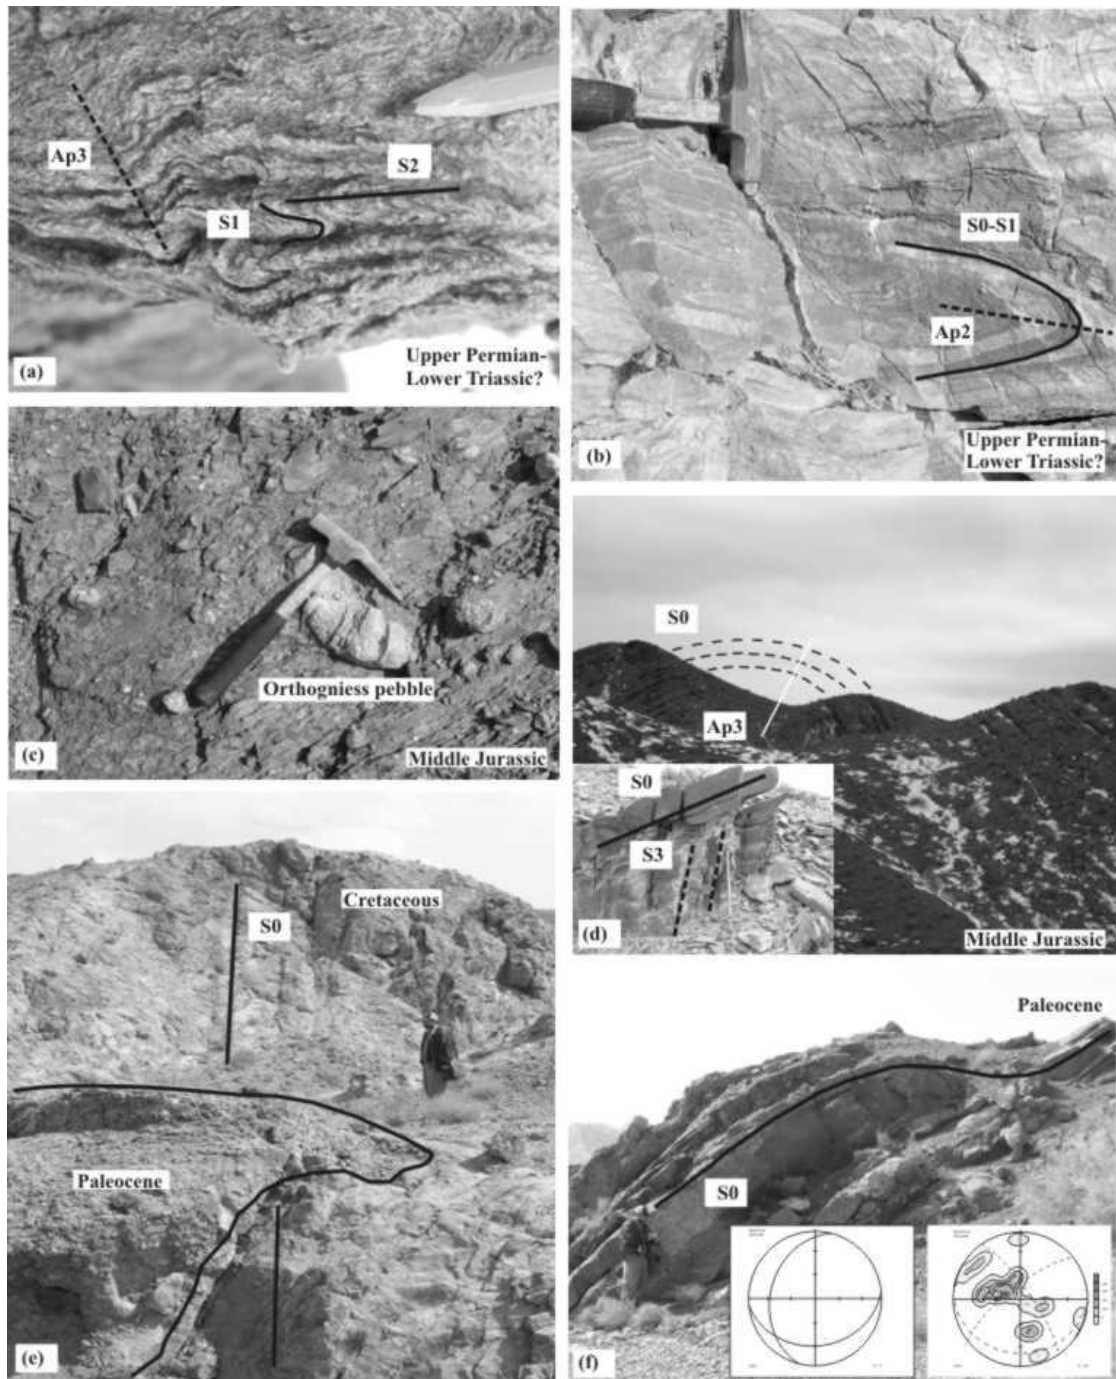 Ap3
S2
S1
(a)
Upper Permian-
Lower Triassic?
S0-S1
Ap2
(b)
Upper Permian-
Lower Triassic?
Orthogniess pebble
(c)
Middle Jurassic
S0
Ap3
S0
S3
(d)
Middle Jurassic
Cretaceous
S0
Paleocene
(e)
Paleocene
S0
(f)